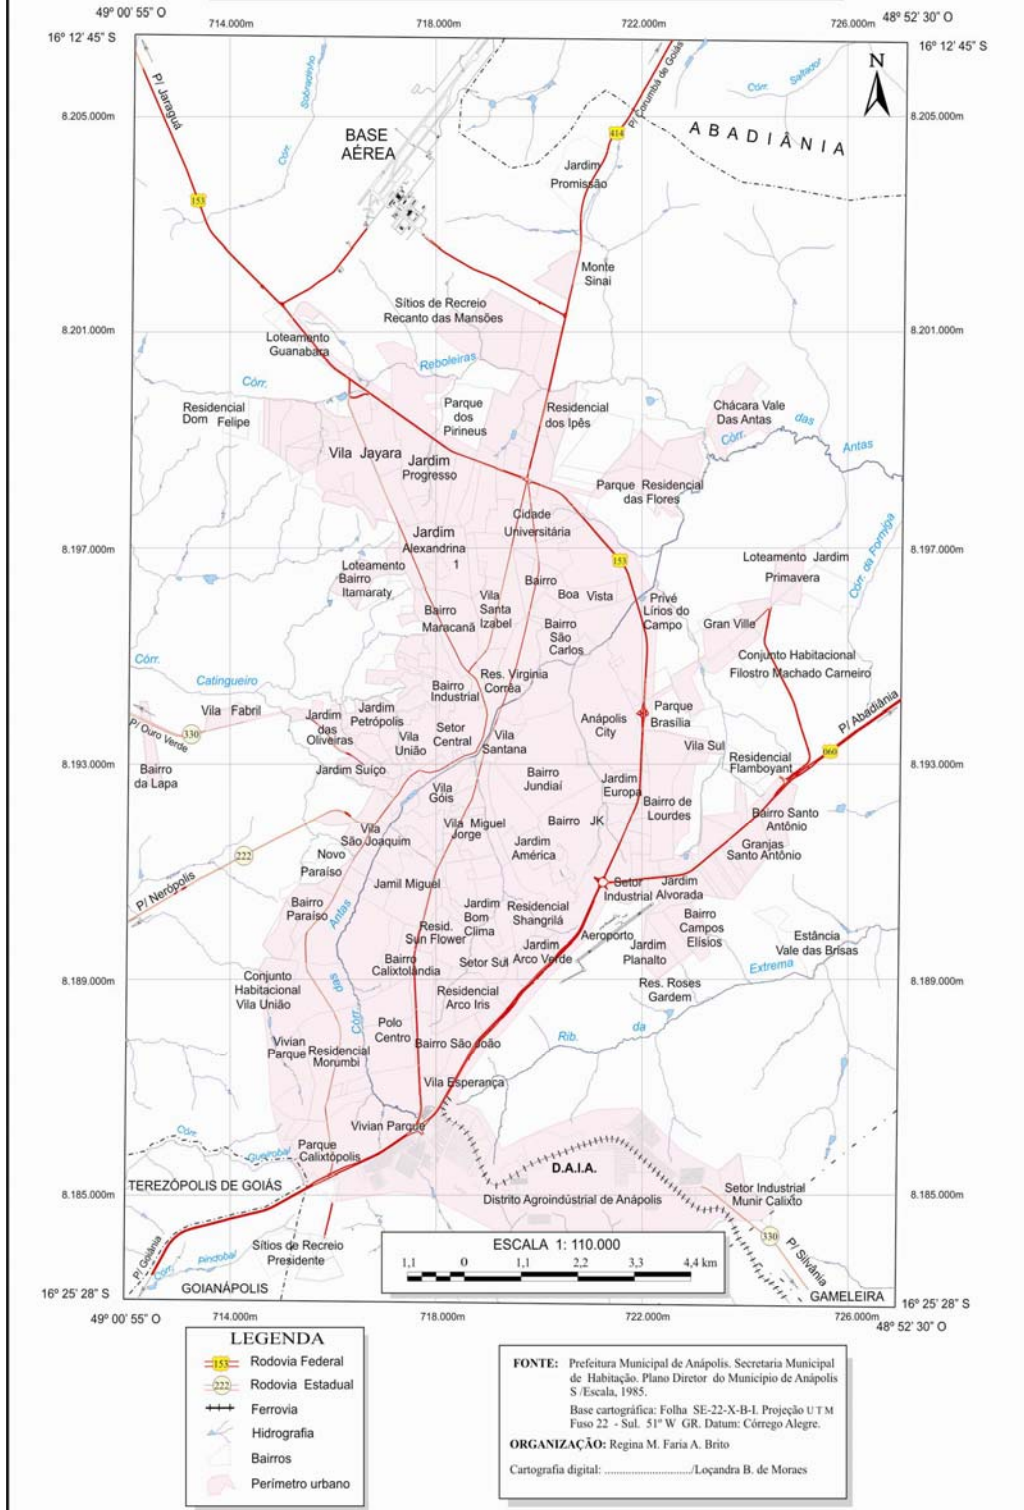 49º 00' 55" O
714.000m
718.000m
722.000m
726.000m
48º 52' 30" O
16º 12' 45" S
16º 12' 45" S
P/ Jaraguá
Córr. Sobradinho
P/ Corumbá de Goiás
Córr. Saltador
N
8.205.000m
8.205.000m
BASE
AÉREA
414
ABADIÂNIA
Jardim
Promissão
153
Monte
Sinai
Sítios de Recreio
Recanto das Mansões
8.201.000m
8.201.000m
Loteamento
Guanabara
Córr. Reboleiras
Residencial
Dom Felipe
Parque
dos
Pirineus
Residencial
dos Ipês
Chácara Vale
Das Antas
Córr. das Antas
Vila Jayara
Jardim
Progresso
Parque Residencial
das Flores
Cidade
Universitária
Jardim
Alexandrina
1
8.197.000m
8.197.000m
153
Loteamento Jardim
Primavera
Córr. da Formiga
Loteamento
Bairro
Itamaraty
Bairro
Boa Vista
Vila
Santa
Izabel
Privé
Lírios do
Campo
Bairro
Maracanã
Bairro
São
Carlos
Gran Ville
Córr. Catingueiro
Conjunto Habitacional
Filostro Machado Carneiro
Res. Virginia
Corrêa
Bairro
Industrial
Vila Fabril
Jardim
Petrópolis
Jardim
das
Oliveiras
Parque
Brasília
Anápolis
City
P/ Abadiânia
P/ Ouro Verde
330
Vila
União
Setor
Central
Vila
Santana
Vila Sul
060
8.193.000m
8.193.000m
Bairro
da Lapa
Jardim Suiço
Residencial
Flamboyant
Bairro
Jundiaí
Jardim
Europa
Vila
Góis
Bairro de
Lourdes
Bairro Santo
Antônio
Vila
São Joaquim
Vila Miguel
Jorge
Bairro JK
Jardim
América
Granjas
Santo Antônio
222
Novo
Paraíso
P/ Nerópolis
Jamil Miguel
Setor
Industrial
Jardim
Alvorada
Bairro
Paraíso
Jardim
Bom
Clima
Residencial
Shangrilá
Bairro
Campos
Elísios
Resid.
Sun Flower
Aeroporto
Estância
Vale das Brisas
Jardim
Arco Verde
Jardim
Planalto
Bairro
Calixtolândia
Setor Sul
8.189.000m
8.189.000m
Conjunto
Habitacional
Vila União
Residencial
Arco Iris
Res. Roses
Gardem
Rib. da Extrema
Córr. das Antas
Polo
Centro
Bairro São João
Vivian
Parque
Residencial
Morumbi
Vila Esperança
Vivian Parque
Córr. Gueirobal
Parque
Calixtópolis
D.A.I.A.
TEREZÓPOLIS DE GOIÁS
Distrito Agroindústrial de Anápolis
Setor Industrial
Munir Calixto
8.185.000m
8.185.000m
330
P/ Goiânia
Sítios de Recreio
Presidente
Córr. Pindobal
ESCALA 1: 110.000
1,1 0 1,1 2,2 3,3 4,4 km
P/ Silvânia
GOIANÁPOLIS
GAMELEIRA
16º 25' 28" S
16º 25' 28" S
49º 00' 55" O
714.000m
718.000m
722.000m
726.000m
48º 52' 30" O
LEGENDA
153 Rodovia Federal
222 Rodovia Estadual
Ferrovia
Hidrografia
Bairros
Perímetro urbano
FONTE: Prefeitura Municipal de Anápolis. Secretaria Municipal
de Habitação. Plano Diretor do Município de Anápolis
S /Escala, 1985.
Base cartográfica: Folha SE-22-X-B-I. Projeção U T M
Fuso 22 - Sul. 51º W GR. Datum: Córrego Alegre.
ORGANIZAÇÃO: Regina M. Faria A. Brito
Cartografia digital: ............................../Loçandra B. de Moraes